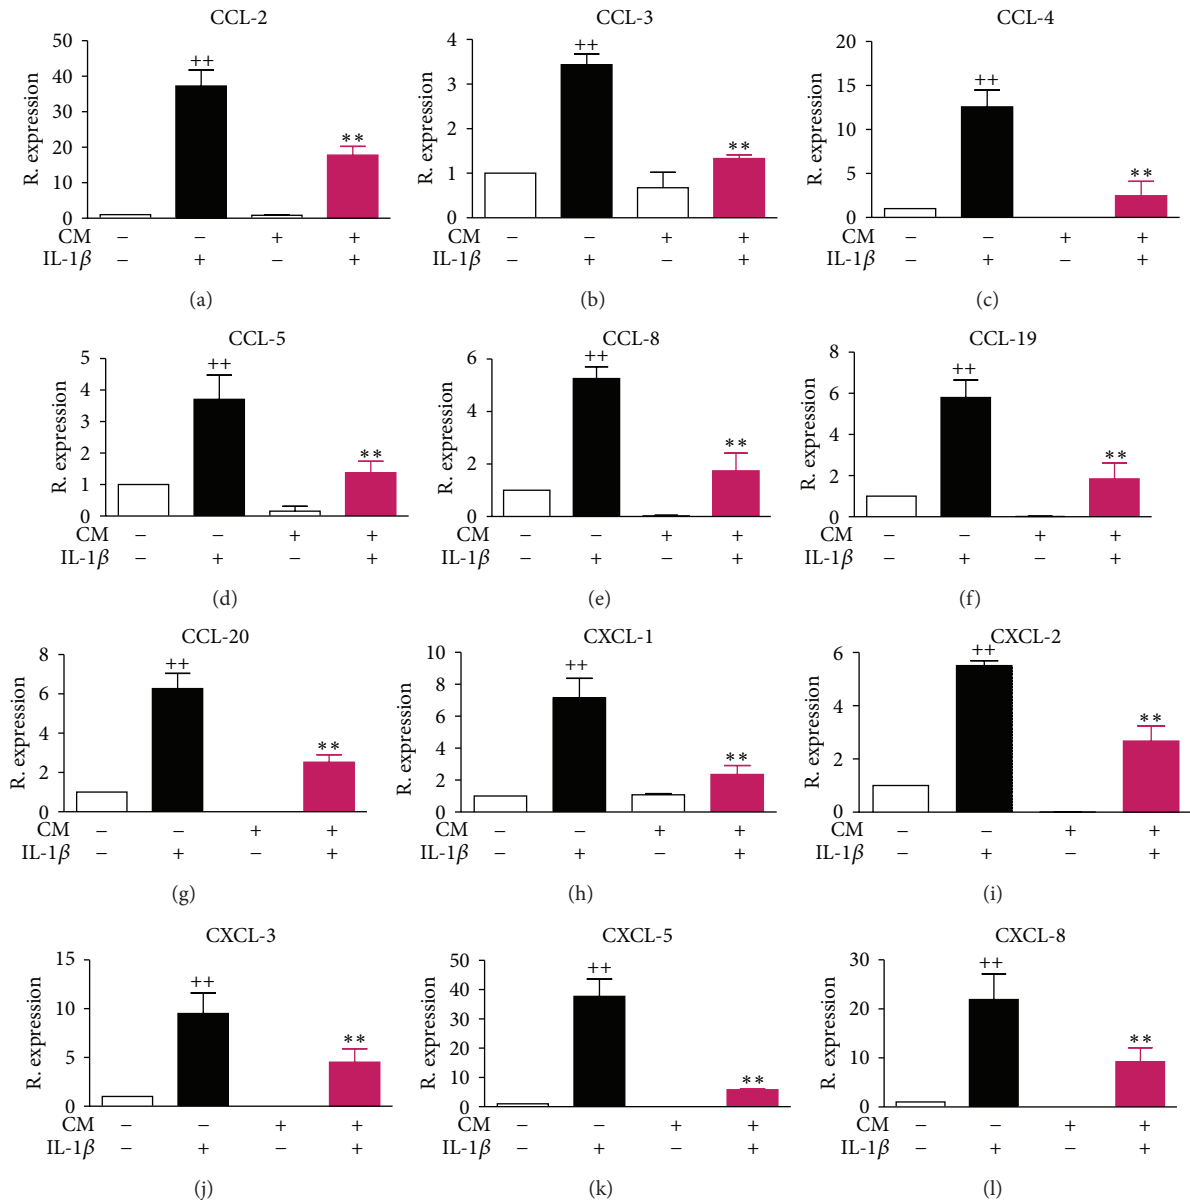 CCL-2
CCL-3
CCL-4
50
40
30
20
10
0
R. expression
++
**
4
3
2
1
0
R. expression
++
**
20
15
10
5
0
R. expression
++
**
CM − − + +
IL-1β − + − +
CM − − + +
IL-1β − + − +
CM − − + +
IL-1β − + − +
(a)
(b)
(c)
CCL-5
CCL-8
CCL-19
5
4
3
2
1
0
R. expression
++
**
6
4
2
0
R. expression
++
**
8
6
4
2
0
R. expression
++
**
CM − − + +
IL-1β − + − +
CM − − + +
IL-1β − + − +
CM − − + +
IL-1β − + − +
(d)
(e)
(f)
CCL-20
CXCL-1
CXCL-2
8
6
4
2
0
R. expression
++
**
10
8
6
4
2
0
R. expression
++
**
6
4
2
0
R. expression
++
**
CM − − + +
IL-1β − + − +
CM − − + +
IL-1β − + − +
CM − − + +
IL-1β − + − +
(g)
(h)
(i)
CXCL-3
CXCL-5
CXCL-8
15
10
5
0
R. expression
++
**
50
40
30
20
10
0
R. expression
++
**
30
20
10
0
R. expression
++
**
CM − − + +
IL-1β − + − +
CM − − + +
IL-1β − + − +
CM − − + +
IL-1β − + − +
(j)
(k)
(l)